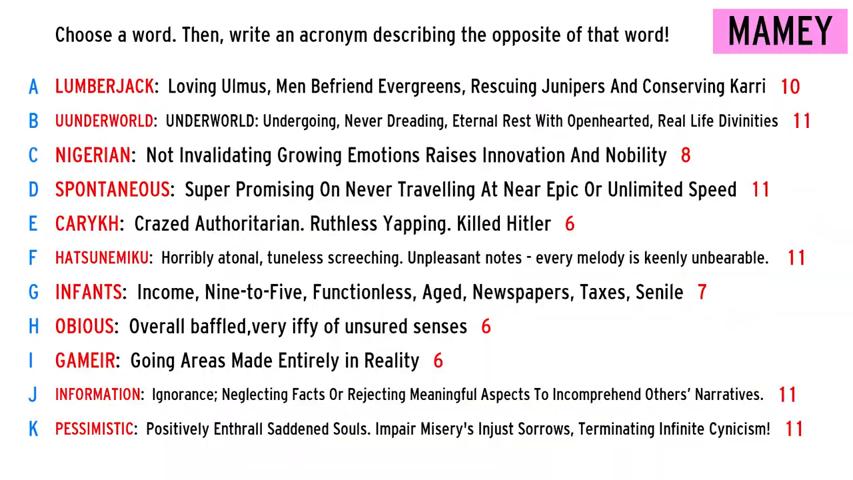 Choose a word. Then, write an acronym describing the opposite of that word!
MAMEY
A LUMBERJACK: Loving Ulmus, Men Befriend Evergreens, Rescuing Junipers And Conserving Karri 10
B UUNDERWORLD: UNDERWORLD: Undergoing, Never Dreading, Eternal Rest With Openhearted, Real Life Divinities 11
C NIGERIAN: Not Invalidating Growing Emotions Raises Innovation And Nobility 8
D SPONTANEOUS: Super Promising On Never Travelling At Near Epic Or Unlimited Speed 11
E CARYKH: Crazed Authoritarian. Ruthless Yapping. Killed Hitler 6
F HATSUNEMIKU: Horribly atonal, tuneless screeching. Unpleasant notes - every melody is keenly unbearable. 11
G INFANTS: Income, Nine-to-Five, Functionless, Aged, Newspapers, Taxes, Senile 7
H OBIOUS: Overall baffled,very iffy of unsured senses 6
I GAMEIR: Going Areas Made Entirely in Reality 6
J INFORMATION: Ignorance; Neglecting Facts Or Rejecting Meaningful Aspects To Incomprehend Others’ Narratives. 11
K PESSIMISTIC: Positively Enthrall Saddened Souls. Impair Misery's Injust Sorrows, Terminating Infinite Cynicism! 11